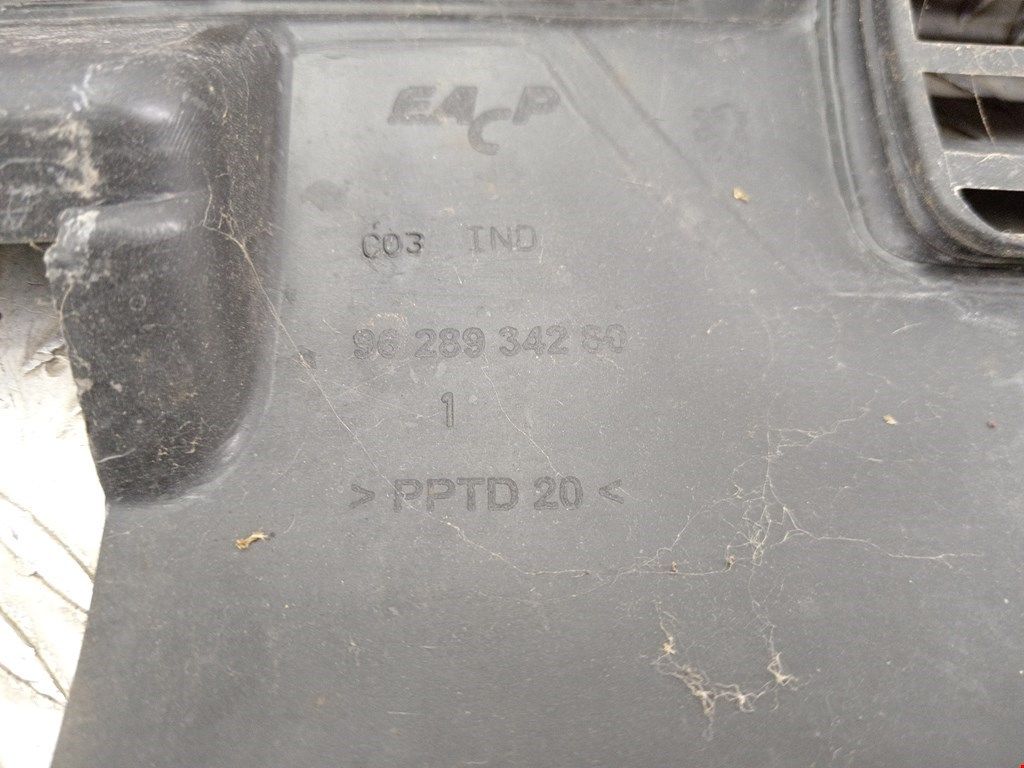 EACP
C03 IND
96 289 342 80
1
> PPTD 20 <